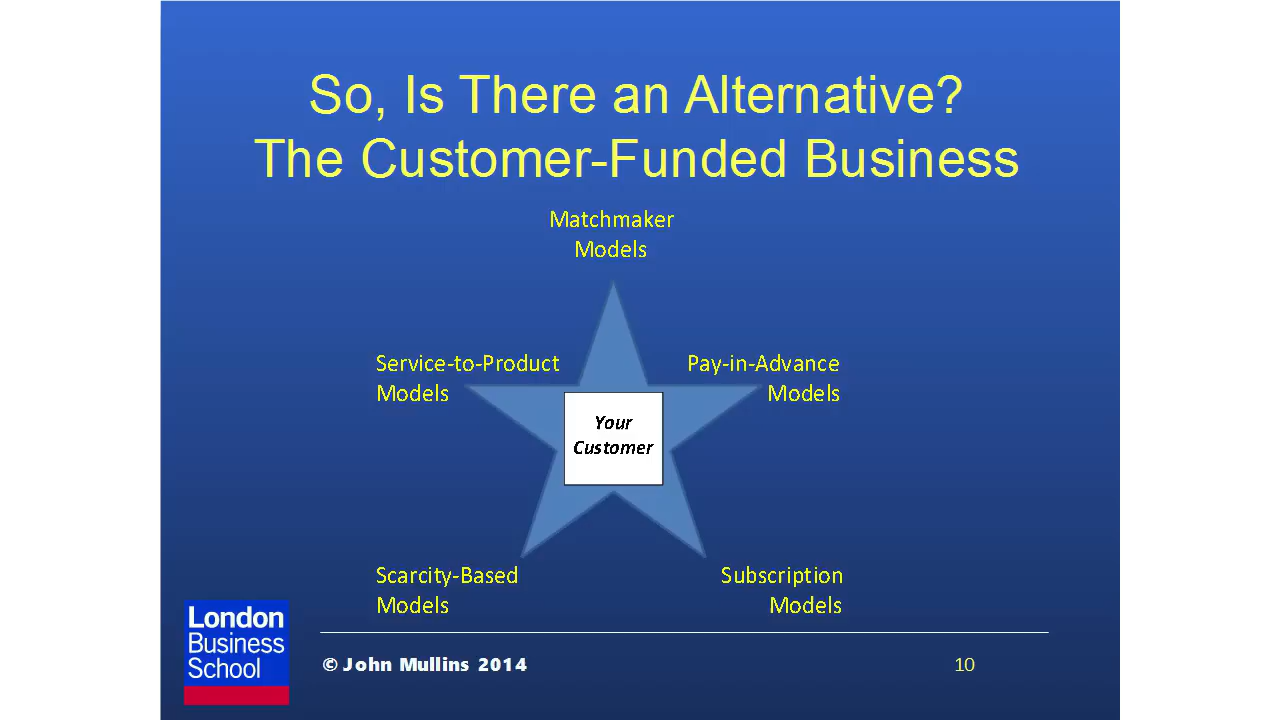 So, Is There an Alternative?
The Customer-Funded Business
Matchmaker
Models
Service-to-Product
Models
Pay-in-Advance
Models
Your
Customer
Scarcity-Based
Models
Subscription
Models
London
Business
School
© John Mullins 2014
10